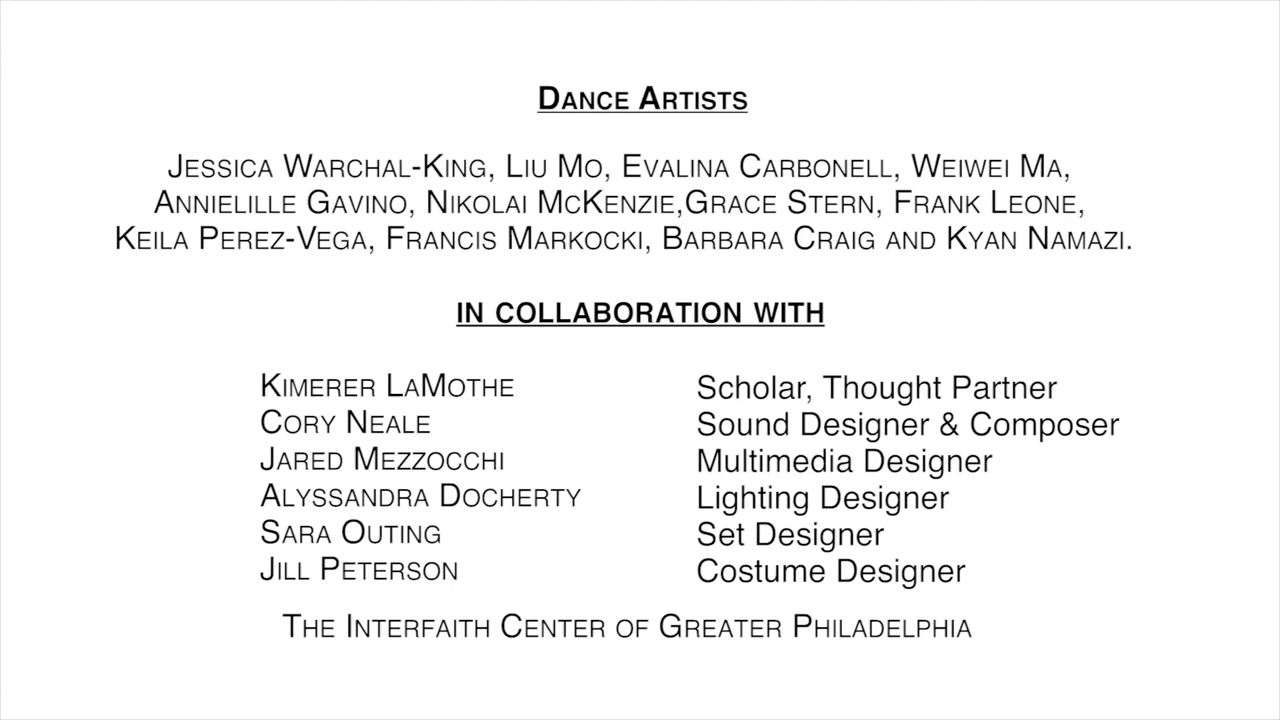 Dance Artists
Jessica Warchal-King, Liu Mo, Evalina Carbonell, Weiwei Ma,
Annielille Gavino, Nikolai McKenzie,Grace Stern, Frank Leone,
Keila Perez-Vega, Francis Markocki, Barbara Craig and Kyan Namazi.
IN COLLABORATION WITH
Kimerer LaMothe Scholar, Thought Partner
Cory Neale Sound Designer & Composer
Jared Mezzocchi Multimedia Designer
Alyssandra Docherty Lighting Designer
Sara Outing Set Designer
Jill Peterson Costume Designer
The Interfaith Center of Greater Philadelphia